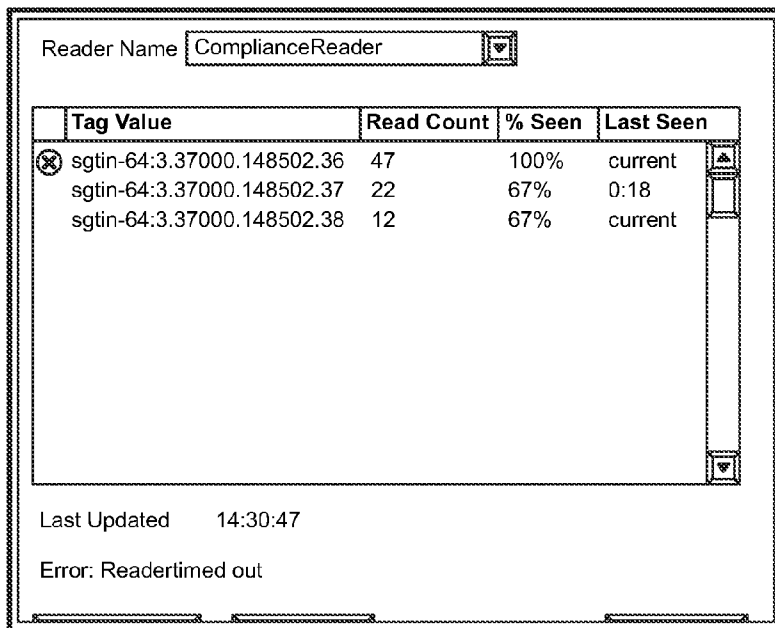 Reader Name ComplianceReader
Tag Value Read Count % Seen Last Seen
sgtin-64:3.37000.148502.36 47 100% current
sgtin-64:3.37000.148502.37 22 67% 0:18
sgtin-64:3.37000.148502.38 12 67% current
Last Updated 14:30:47
Error: Readertimed out